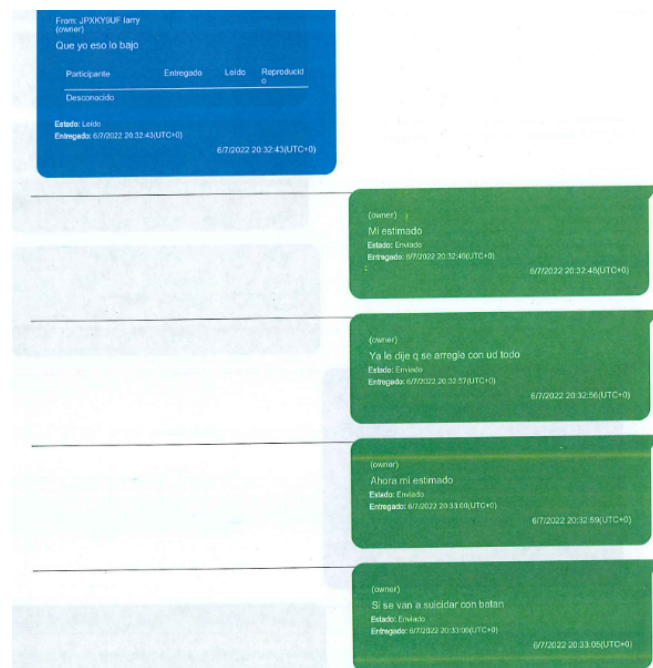 From: JPXKY9UF larry
(owner)
Que yo eso lo bajo
Participante Entregado Leído Reproducid
o
Desconocido
Estado: Leído
Entregado: 6/7/2022 20:32:43(UTC+0)
6/7/2022 20:32:43(UTC+0)
(owner)
Mi estimado
Estado: Enviado
Entregado: 6/7/2022 20:32:49(UTC+0)
6/7/2022 20:32:48(UTC+0)
(owner)
Ya le dije q se arregle con ud todo
Estado: Enviado
Entregado: 6/7/2022 20:32:57(UTC+0)
6/7/2022 20:32:56(UTC+0)
(owner)
Ahora mi estimado
Estado: Enviado
Entregado: 6/7/2022 20:33:00(UTC+0)
6/7/2022 20:32:59(UTC+0)
(owner)
Si se van a suicidar con batan
Estado: Enviado
Entregado: 6/7/2022 20:33:06(UTC+0)
6/7/2022 20:33:05(UTC+0)